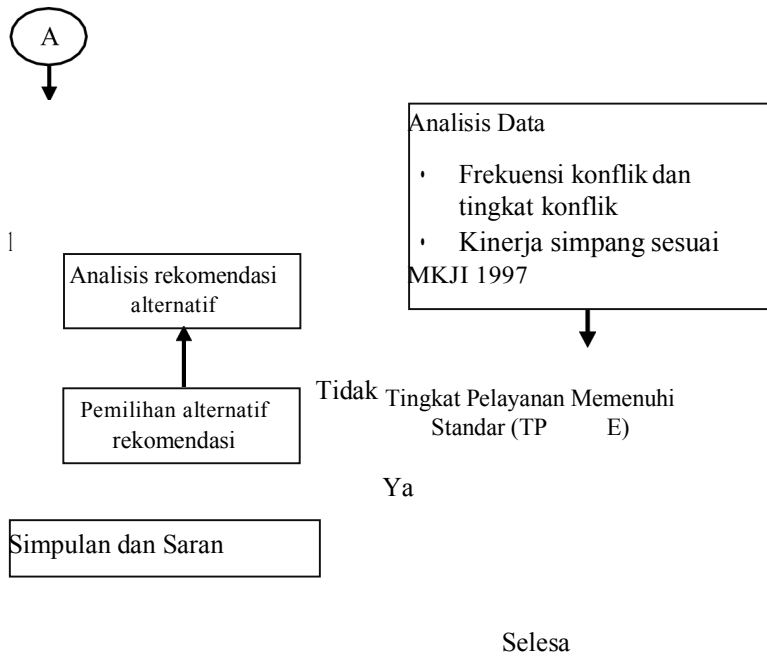 A
Analisis Data
• Frekuensi konflik dan
tingkat konflik
• Kinerja simpang sesuai
MKJI 1997
l
Analisis rekomendasi
alternatif
Pemilihan alternatif
rekomendasi
Tidak
Tingkat Pelayanan Memenuhi
Standar (TP E)
Ya
Simpulan dan Saran
Selesa